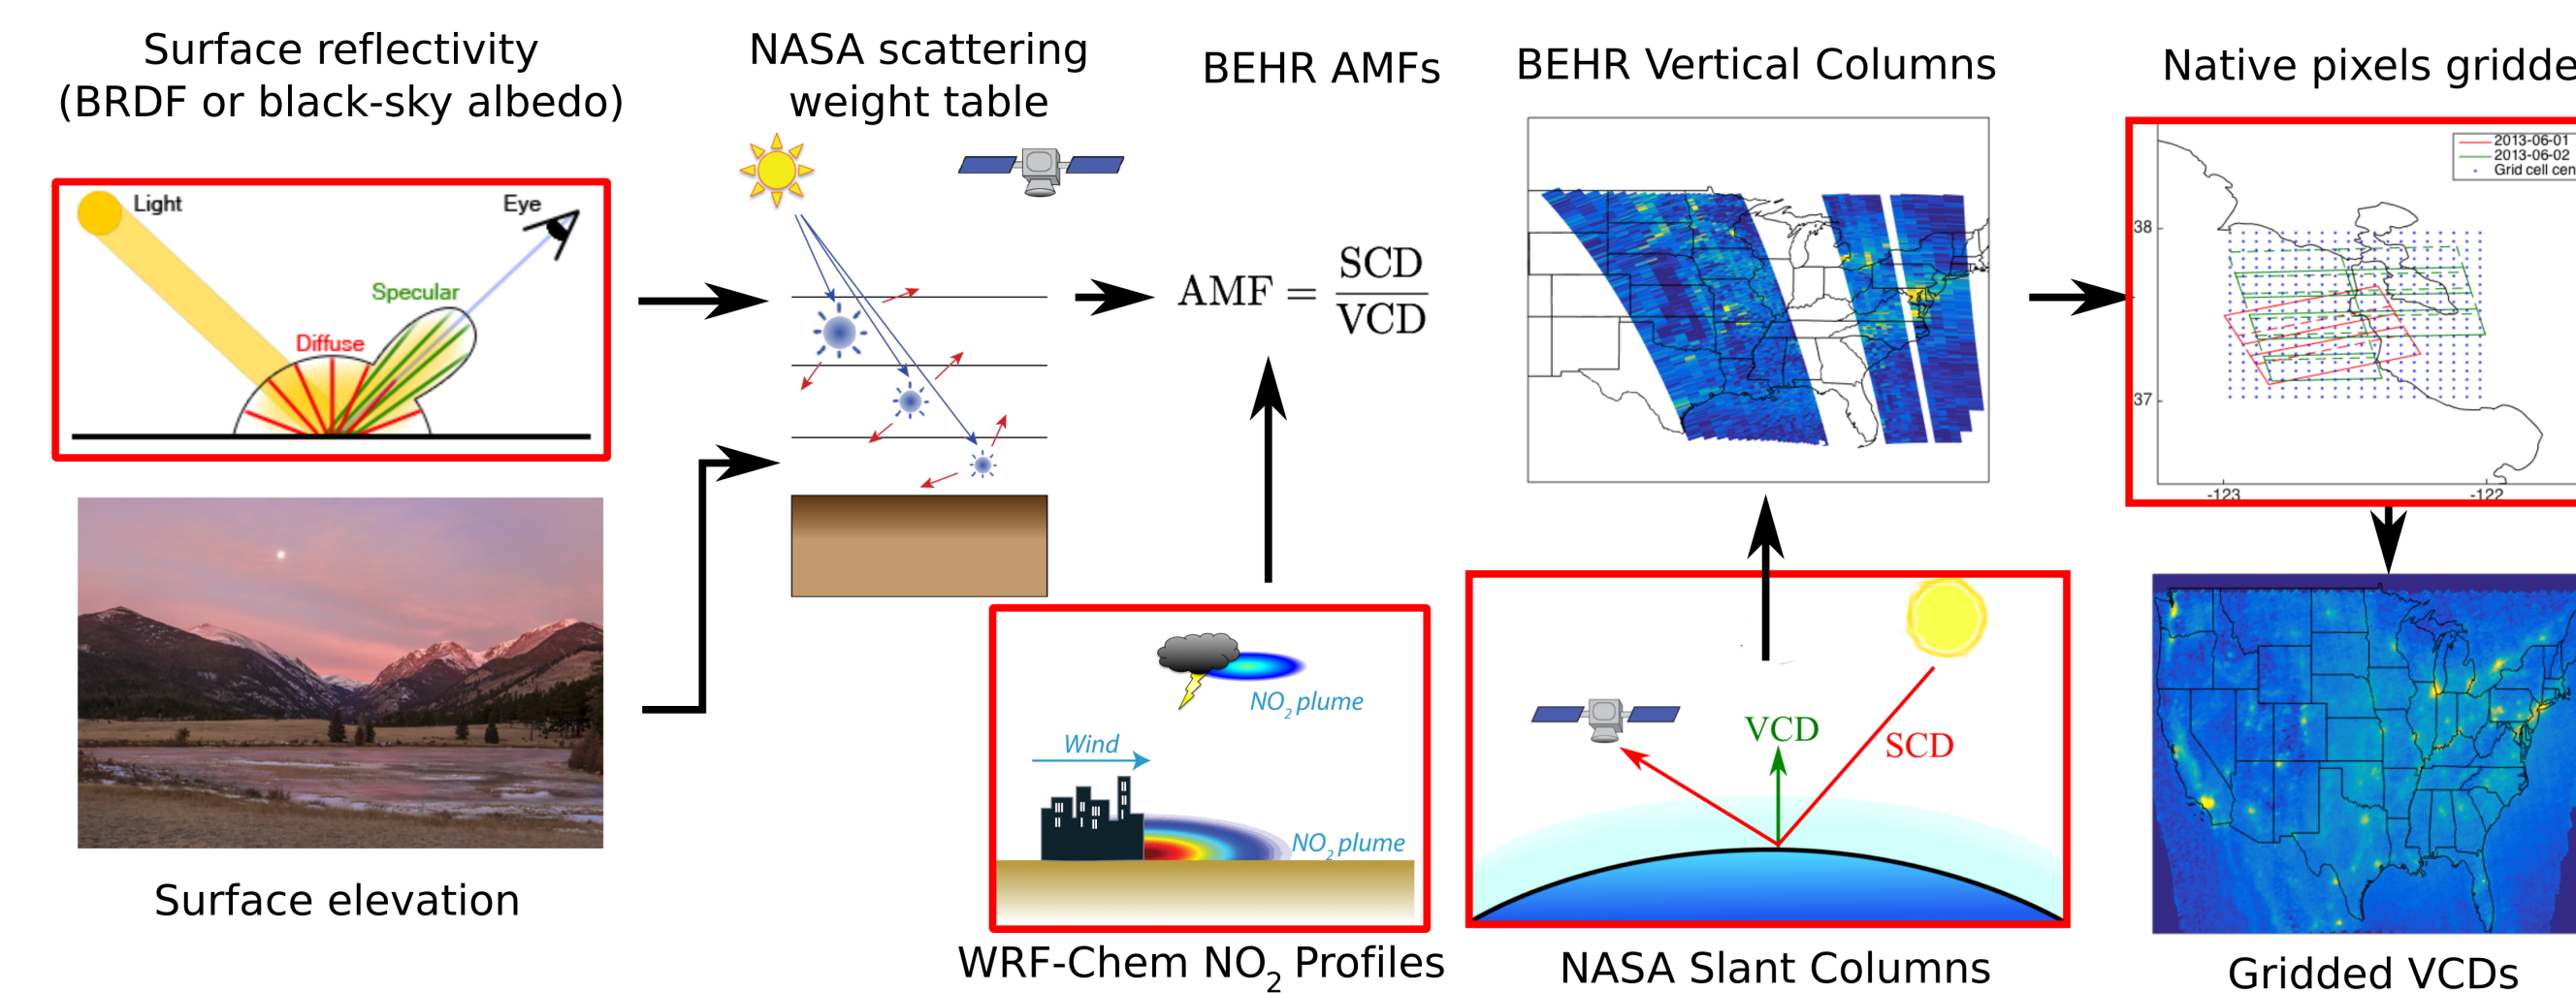 Surface reflectivity
(BRDF or black-sky albedo)
Light
Eye
Specular
Diffuse
Surface elevation
NASA scattering
weight table
BEHR AMFs
AMF = SCD / VCD
NO2 plume
Wind
NO2 plume
WRF-Chem NO2 Profiles
BEHR Vertical Columns
VCD
SCD
NASA Slant Columns
Native pixels gridde
2013-06-01
2013-06-02
Grid cell cen
38
37
-123
-122
Gridded VCDs